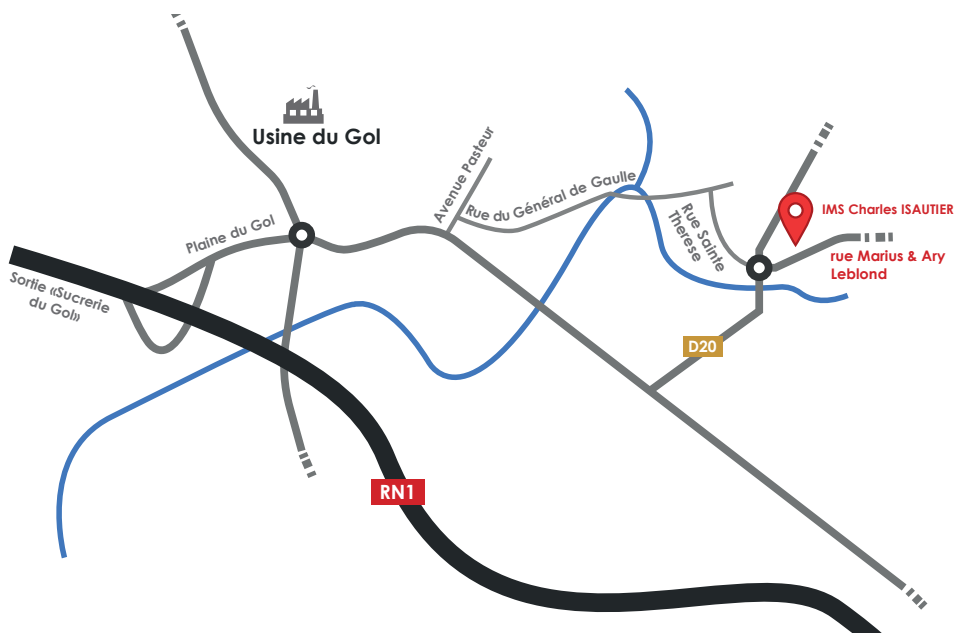 Usine du Gol
Avenue Pasteur
Rue du Général de Gaulle
Plaine du Gol
Rue Sainte
Therese
IMS Charles ISAUTIER
rue Marius & Ary
Leblond
Sortie «Sucrerie
du Gol»
D20
RN1